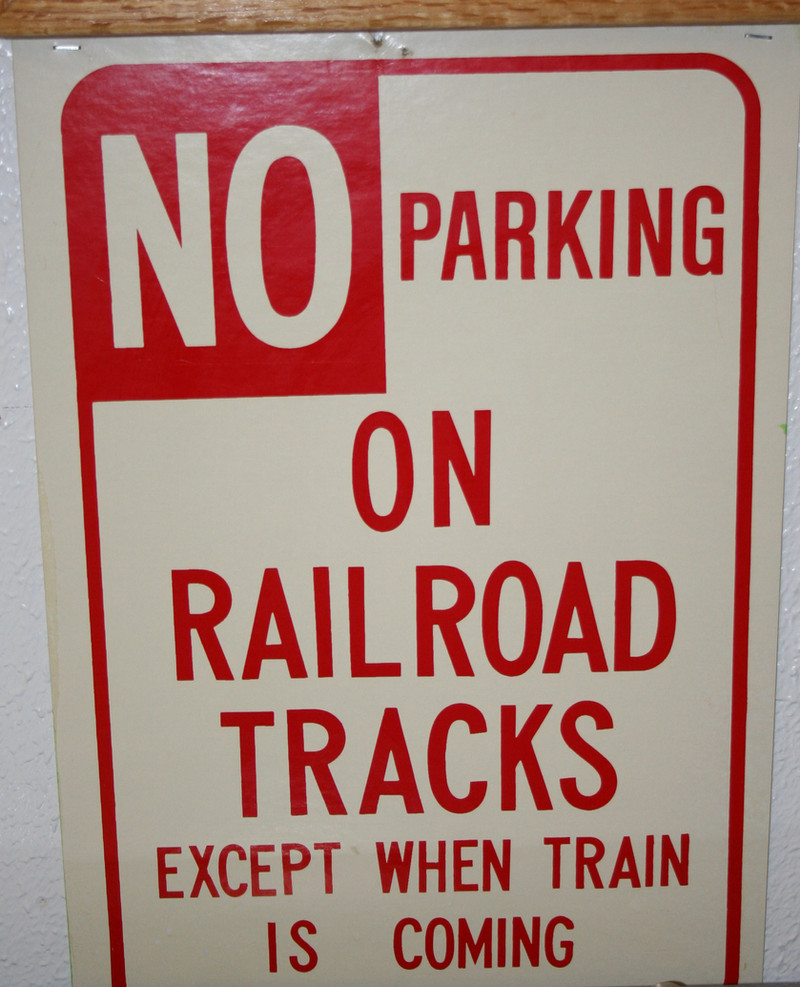 NO PARKING
ON
RAILROAD
TRACKS
EXCEPT WHEN TRAIN
IS COMING